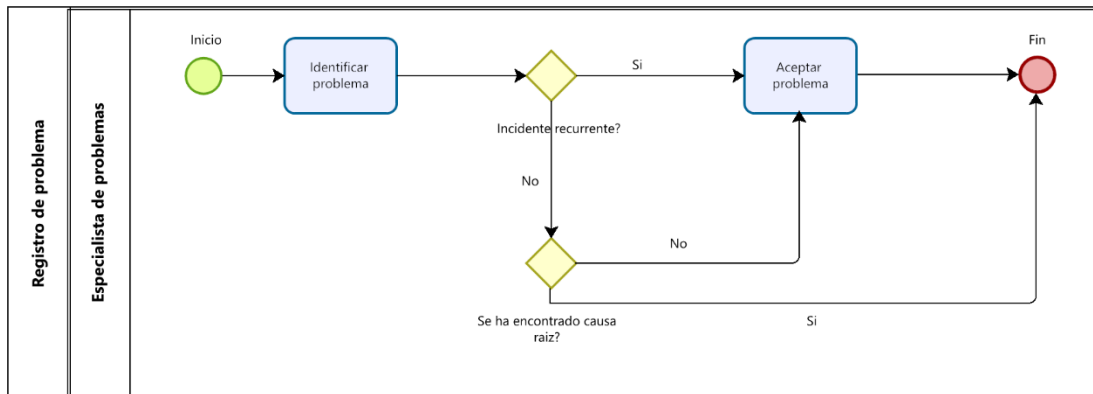 Registro de problema
Especialista de problemas
Inicio
Identificar
problema
Si
Aceptar
problema
Fin
Incidente recurrente?
No
No
Se ha encontrado causa
raiz?
Si